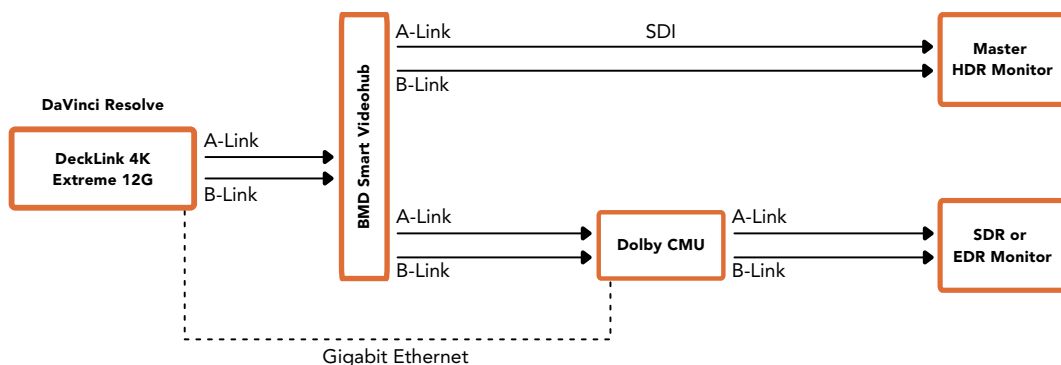 A-Link
SDI
B-Link
Master
HDR Monitor
DaVinci Resolve
DeckLink 4K
Extreme 12G
A-Link
B-Link
BMD Smart Videohub
A-Link
B-Link
Dolby CMU
A-Link
B-Link
SDR or
EDR Monitor
Gigabit Ethernet